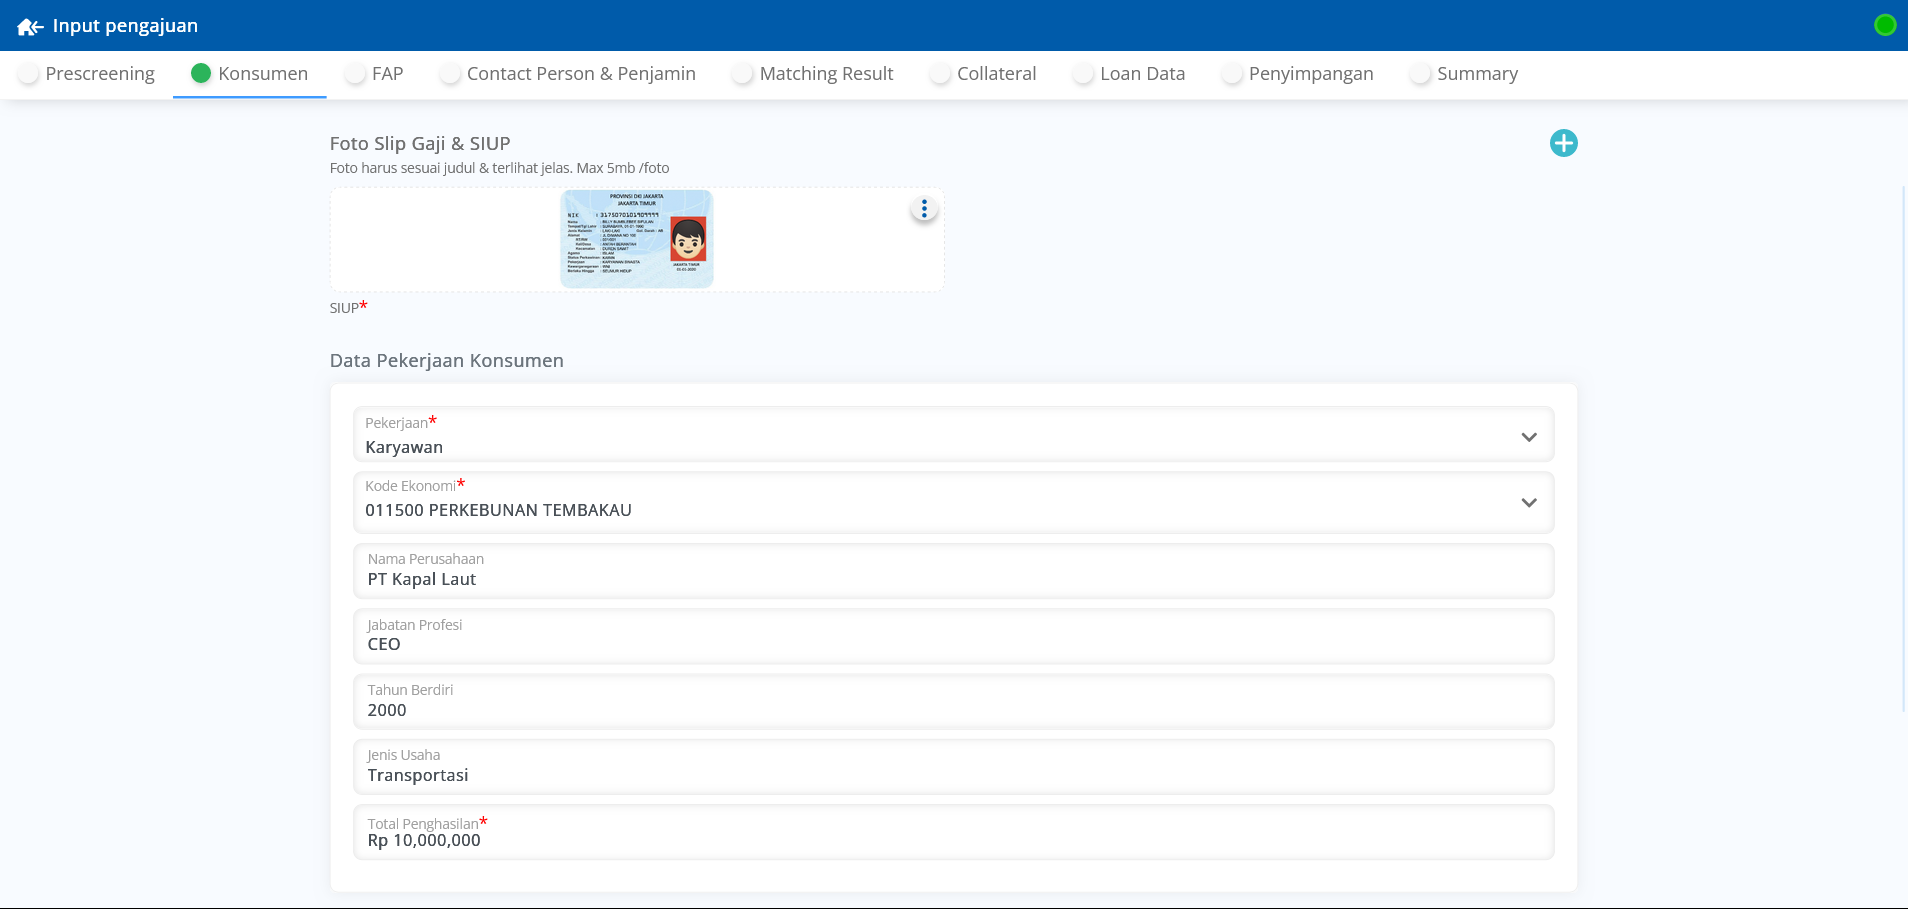 Input pengajuan
Prescreening Konsumen FAP Contact Person & Penjamin Matching Result Collateral Loan Data Penyimpangan Summary
Foto Slip Gaji & SIUP
Foto harus sesuai judul & terlihat jelas. Max 5mb /foto
PROVINSI DKI JAKARTA
JAKARTA TIMUR
NIK
JAKARTA TIMUR
SIUP*
Data Pekerjaan Konsumen
Pekerjaan*
Karyawan
Kode Ekonomi*
011500 PERKEBUNAN TEMBAKAU
Nama Perusahaan
PT Kapal Laut
Jabatan Profesi
CEO
Tahun Berdiri
2000
Jenis Usaha
Transportasi
Total Penghasilan*
Rp 10,000,000